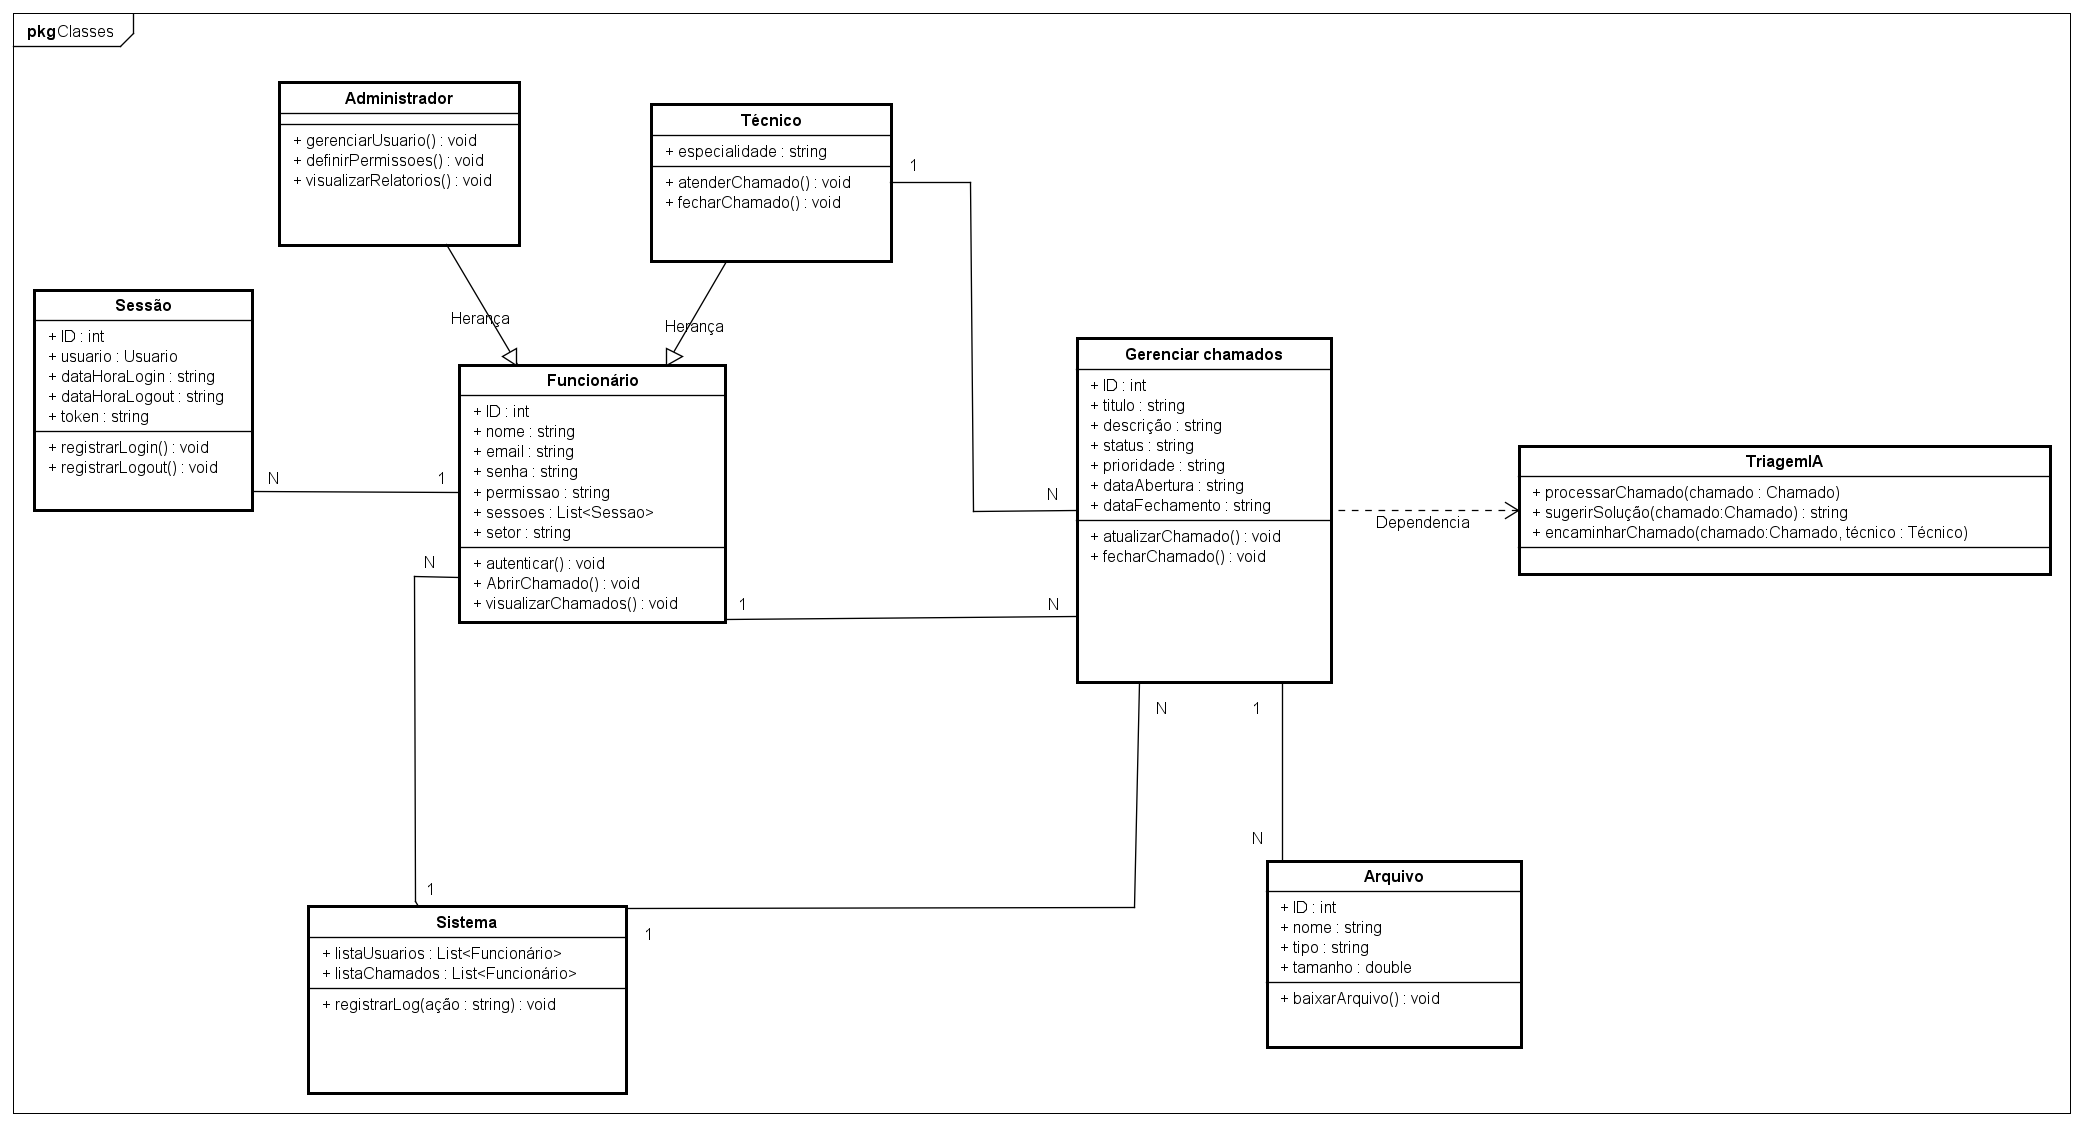 pkg Classes
Administrador
+ gerenciarUsuario() : void
+ definirPermissoes() : void
+ visualizarRelatorios() : void
Técnico
+ especialidade : string
+ atenderChamado() : void
+ fecharChamado() : void
1
Herança
Herança
Sessão
+ ID : int
+ usuario : Usuario
+ dataHoraLogin : string
+ dataHoraLogout : string
+ token : string
+ registrarLogin() : void
+ registrarLogout() : void
N
1
Funcionário
+ ID : int
+ nome : string
+ email : string
+ senha : string
+ permissao : string
+ sessoes : List<Sessao>
+ setor : string
+ autenticar() : void
+ AbrirChamado() : void
+ visualizarChamados() : void
N
1
N
N
Gerenciar chamados
+ ID : int
+ titulo : string
+ descrição : string
+ status : string
+ prioridade : string
+ dataAbertura : string
+ dataFechamento : string
+ atualizarChamado() : void
+ fecharChamado() : void
Dependencia
TriagemIA
+ processarChamado(chamado : Chamado)
+ sugerirSolução(chamado:Chamado) : string
+ encaminharChamado(chamado:Chamado, técnico : Técnico)
N
1
N
1
1
Sistema
+ listaUsuarios : List<Funcionário>
+ listaChamados : List<Funcionário>
+ registrarLog(ação : string) : void
Arquivo
+ ID : int
+ nome : string
+ tipo : string
+ tamanho : double
+ baixarArquivo() : void